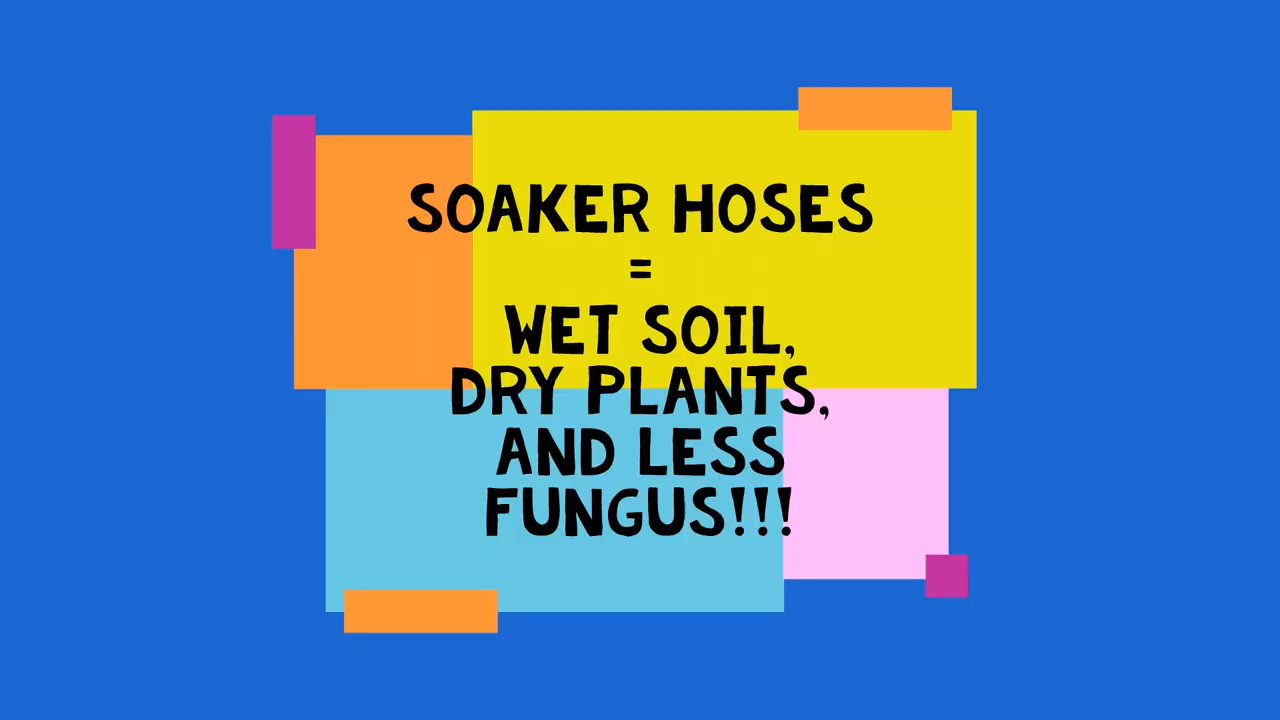 SOAKER HOSES
=
WET SOIL,
DRY PLANTS,
AND LESS
FUNGUS!!!